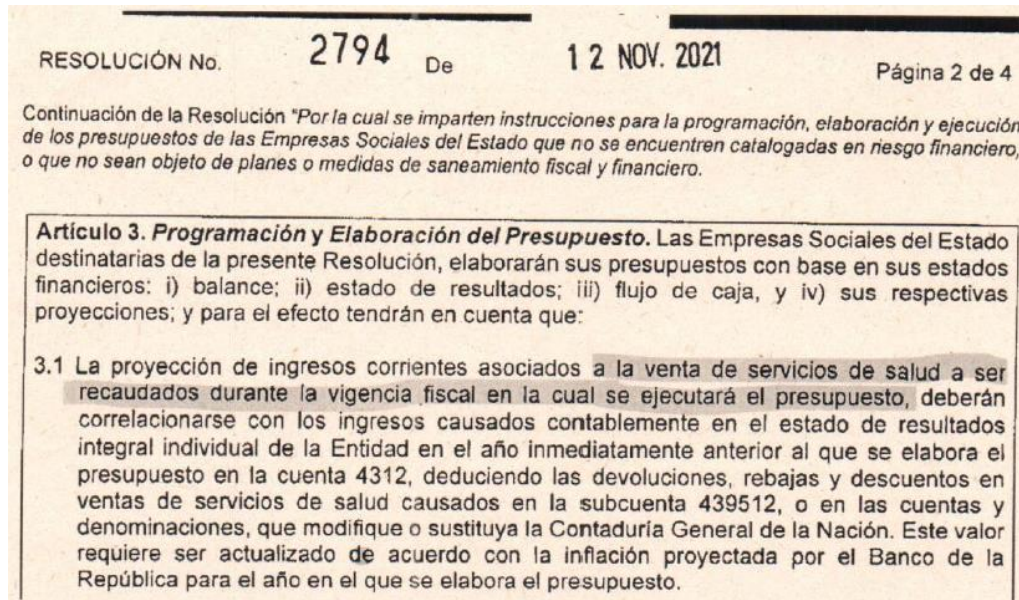 RESOLUCIÓN No. 2794 De 12 NOV. 2021 Página 2 de 4
Continuación de la Resolución "Por la cual se imparten instrucciones para la programación, elaboración y ejecución
de los presupuestos de las Empresas Sociales del Estado que no se encuentren catalogadas en riesgo financiero,
o que no sean objeto de planes o medidas de saneamiento fiscal y financiero.
Artículo 3. Programación y Elaboración del Presupuesto. Las Empresas Sociales del Estado
destinatarias de la presente Resolución, elaborarán sus presupuestos con base en sus estados
financieros: i) balance; ii) estado de resultados; iii) flujo de caja, y iv) sus respectivas
proyecciones; y para el efecto tendrán en cuenta que:
3.1 La proyección de ingresos corrientes asociados a la venta de servicios de salud a ser
recaudados durante la vigencia fiscal en la cual se ejecutará el presupuesto, deberán
correlacionarse con los ingresos causados contablemente en el estado de resultados
integral individual de la Entidad en el año inmediatamente anterior al que se elabora el
presupuesto en la cuenta 4312, deduciendo las devoluciones, rebajas y descuentos en
ventas de servicios de salud causados en la subcuenta 439512, o en las cuentas y
denominaciones, que modifique o sustituya la Contaduría General de la Nación. Este valor
requiere ser actualizado de acuerdo con la inflación proyectada por el Banco de la
República para el año en el que se elabora el presupuesto.